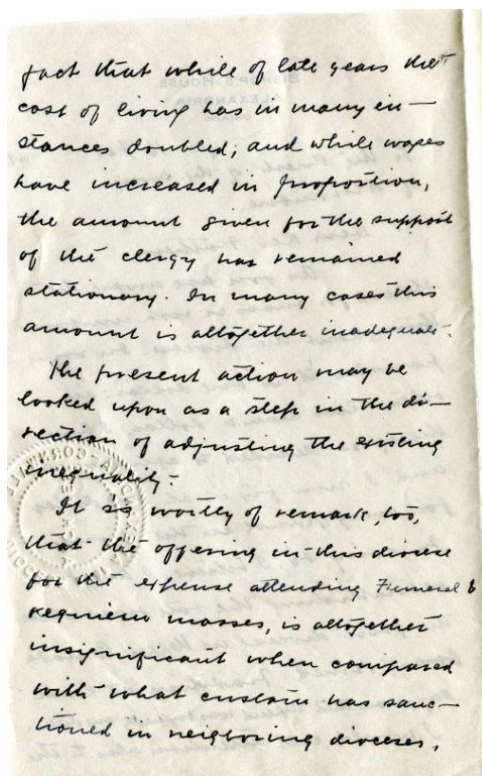 fact that while of late years the
cost of living has in many in-
stances doubled; and while wages
have increased in proportion,
the amount given for the support
of the clergy has remained
stationary. In many cases this
amount is altogether inadequate.
The present action may be
looked upon as a step in the di-
rection of adjusting the existing
inequality.
It is worthy of remark, too,
that the offering in this diocese
for the expense attending Funeral &
requiem masses, is altogether
insignificant when compared
with what custom has sanc-
tioned in neighboring dioceses.